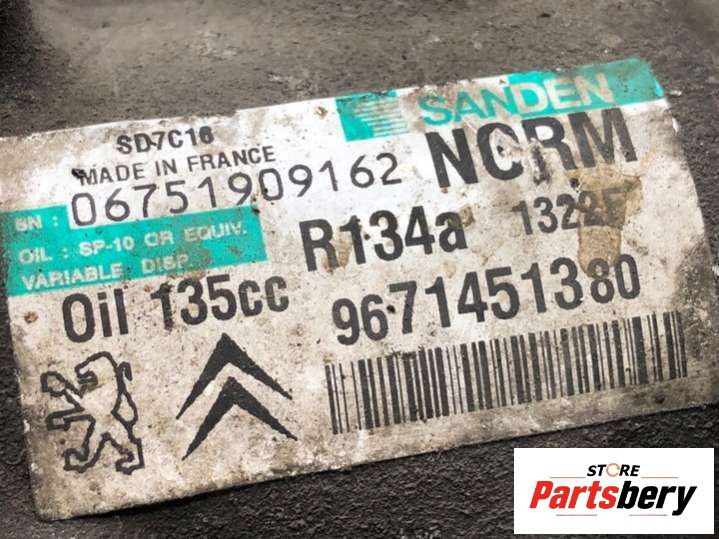 SANDEN
SD7C16
MADE IN FRANCE
NCRM
SN : 06751909162
OIL : SP-10 OR EQUIV.
VARIABLE DISP.
R134a
Oil 135cc
9671451380
STORE
Partsbery